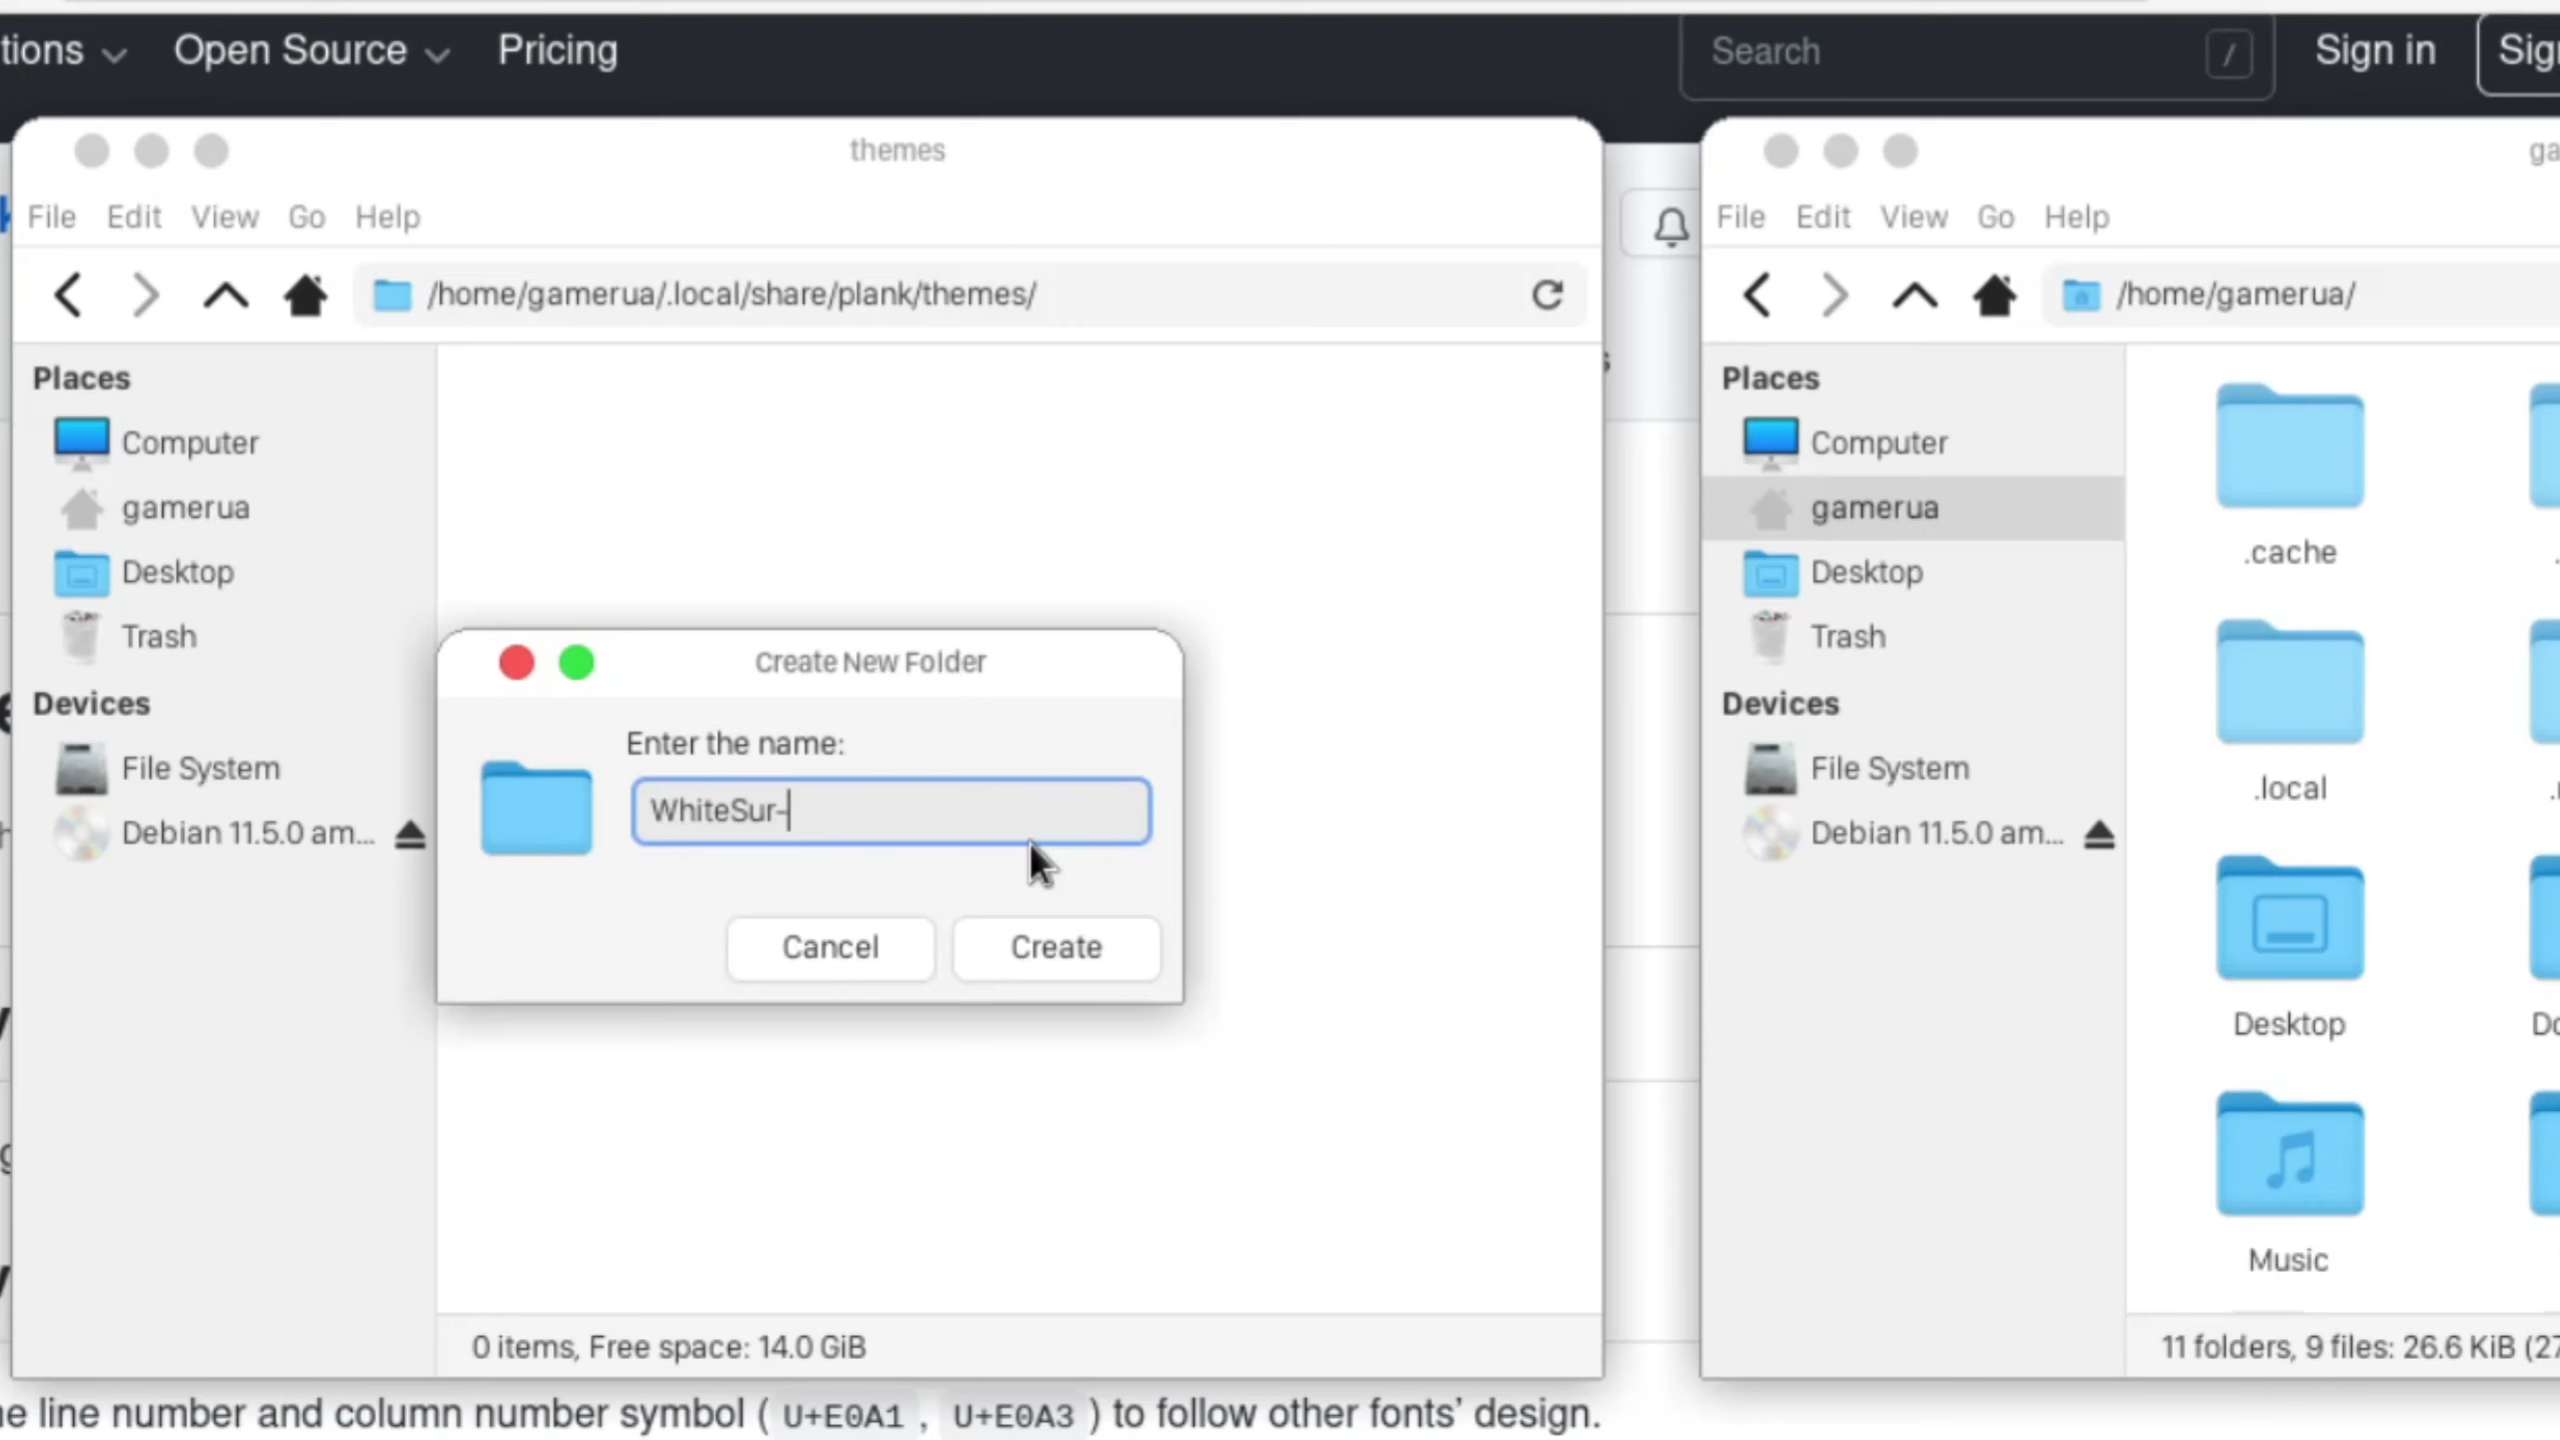 tions Open Source Pricing Search / Sign in Sign
themes
File Edit View Go Help
/home/gamerua/.local/share/plank/themes/
Places
Computer
gamerua
Desktop
Trash
Devices
File System
Debian 11.5.0 am...
Create New Folder
Enter the name:
WhiteSur-
Cancel Create
0 items, Free space: 14.0 GiB
ga
File Edit View Go Help
/home/gamerua/
Places
Computer
gamerua
Desktop
Trash
Devices
File System
Debian 11.5.0 am...
.cache
.local
Desktop Do
Music
11 folders, 9 files: 26.6 KiB (27
e line number and column number symbol ( U+E0A1 , U+E0A3 ) to follow other fonts’ design.